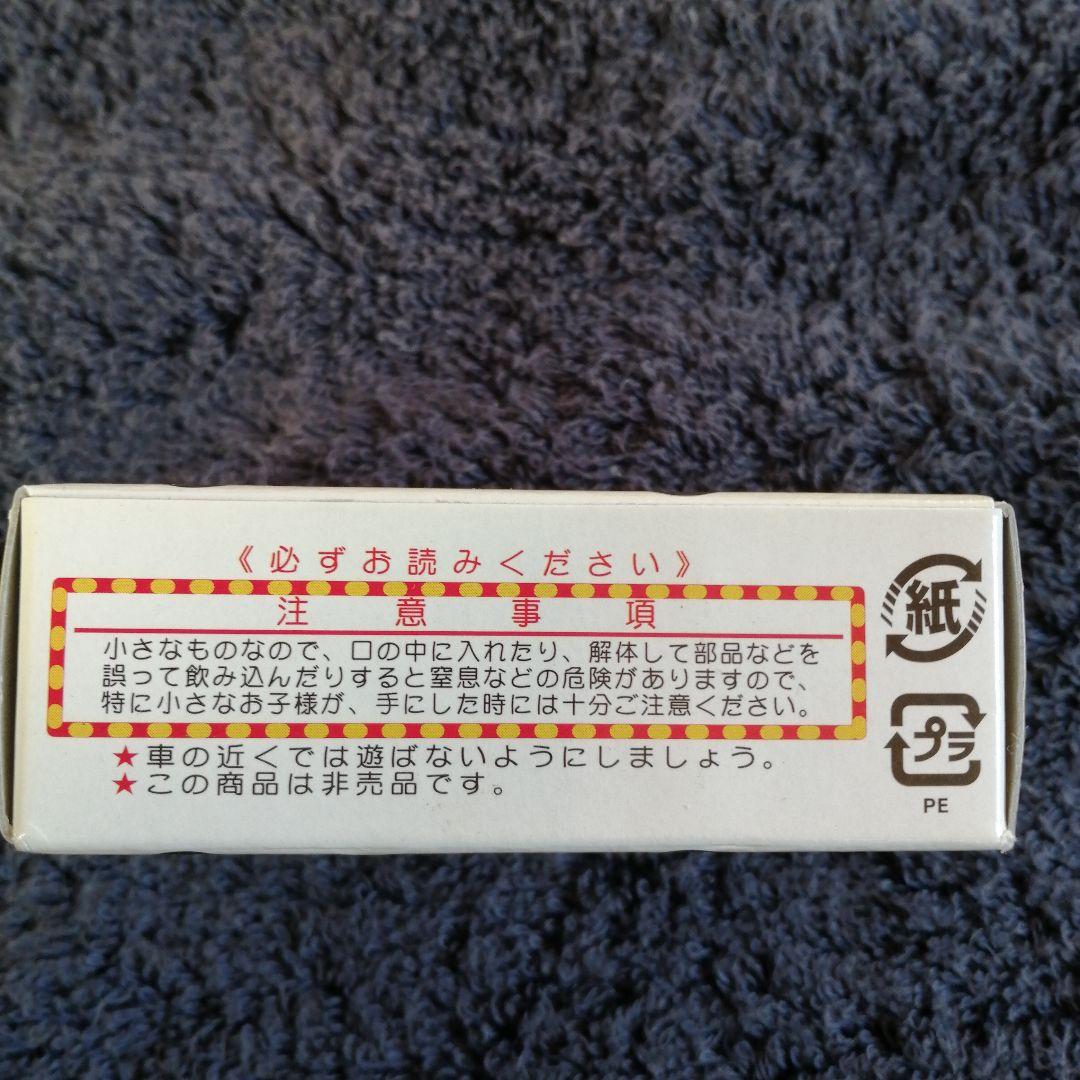 《必ずお読みください》
注意事項
小さなものなので、口の中に入れたり、解体して部品などを
誤って飲み込んだりすると窒息などの危険がありますので、
特に小さなお子様が、手にした時には十分ご注意ください。
★車の近くでは遊ばないようにしましょう。
★この商品は非売品です。
紙
プラ
PE